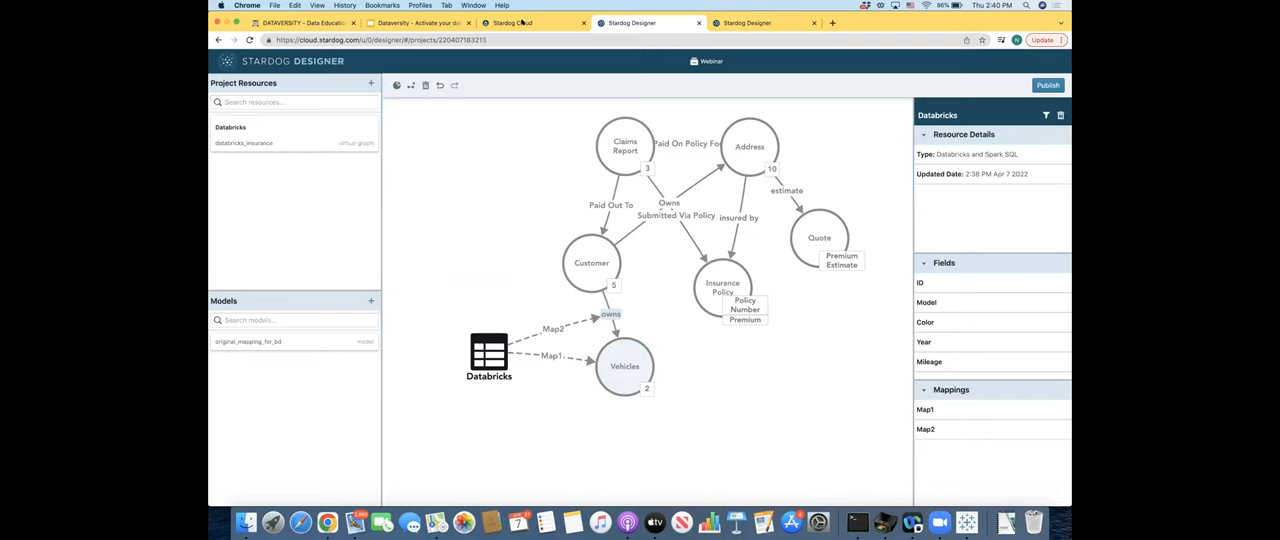 Chrome File Edit View History Bookmarks Profiles Tab Window Help 86% Thu 2:40 PM
DATAVERSITY - Data Educatio
Dataversity - Activate your dat
Stardog Cloud
Stardog Designer
Stardog Designer
https://cloud.stardog.com/u/0/designer/#/projects/220407183213
N
Update
STARDOG DESIGNER
Webinar
Project Resources
Search resources...
Databricks
databricks_insurance virtual graph
Models
Search models...
original_mapping_for_bd model
Publish
Claims
Report
3
Paid On Policy For
Address
10
estimate
Paid Out To
Owns
Submitted Via Policy
insured by
Quote
Premium
Estimate
Customer
5
Insurance
Policy
Policy
Number
Premium
owns
Map2
Map1
Databricks
Vehicles
2
Databricks
Resource Details
Type: Databricks and Spark SQL
Updated Date: 2:38 PM Apr 7 2022
Fields
ID
Model
Color
Year
Mileage
Mappings
Map1
Map2